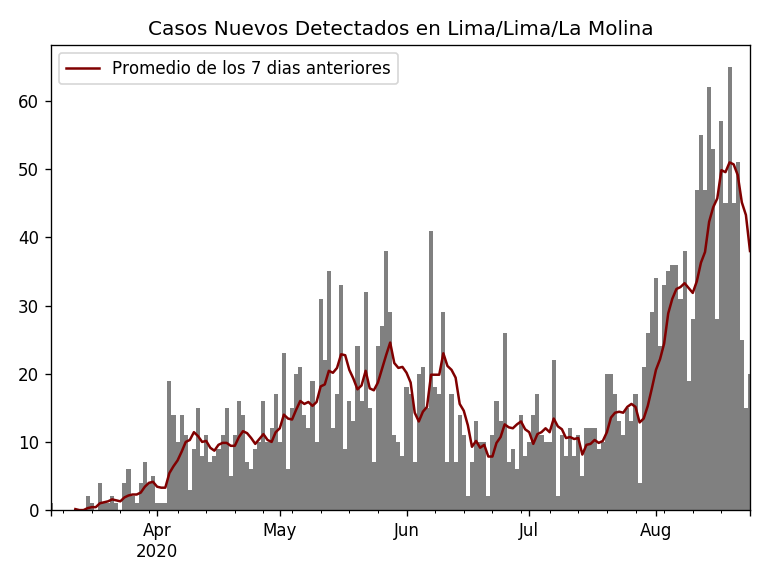 Casos Nuevos Detectados en Lima/Lima/La Molina
Promedio de los 7 dias anteriores
60
50
40
30
20
10
0
Apr May Jun Jul Aug
2020